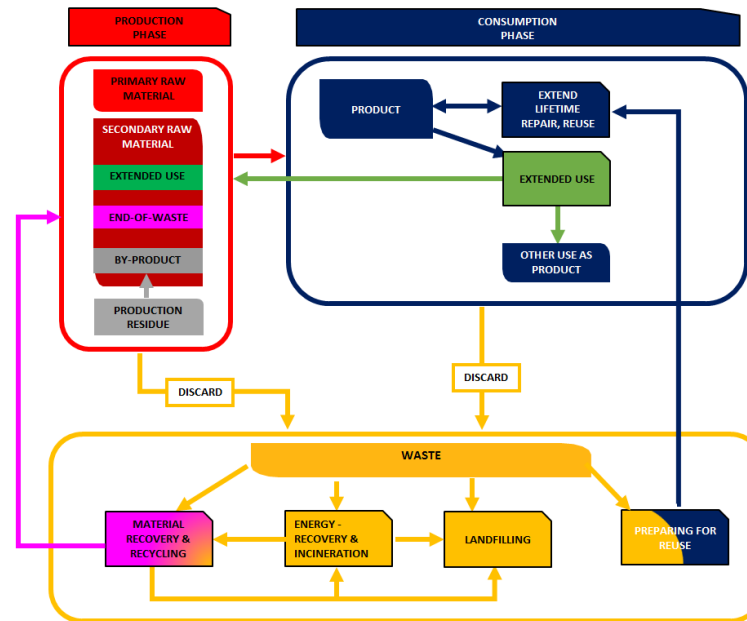 PRODUCTION
PHASE
CONSUMPTION
PHASE
PRIMARY RAW
MATERIAL
SECONDARY RAW
MATERIAL
EXTENDED USE
END-OF-WASTE
BY-PRODUCT
PRODUCTION
RESIDUE
PRODUCT
EXTEND
LIFETIME
REPAIR, REUSE
EXTENDED USE
OTHER USE AS
PRODUCT
DISCARD
DISCARD
WASTE
MATERIAL
RECOVERY &
RECYCLING
ENERGY -
RECOVERY &
INCINERATION
LANDFILLING
PREPARING FOR
REUSE